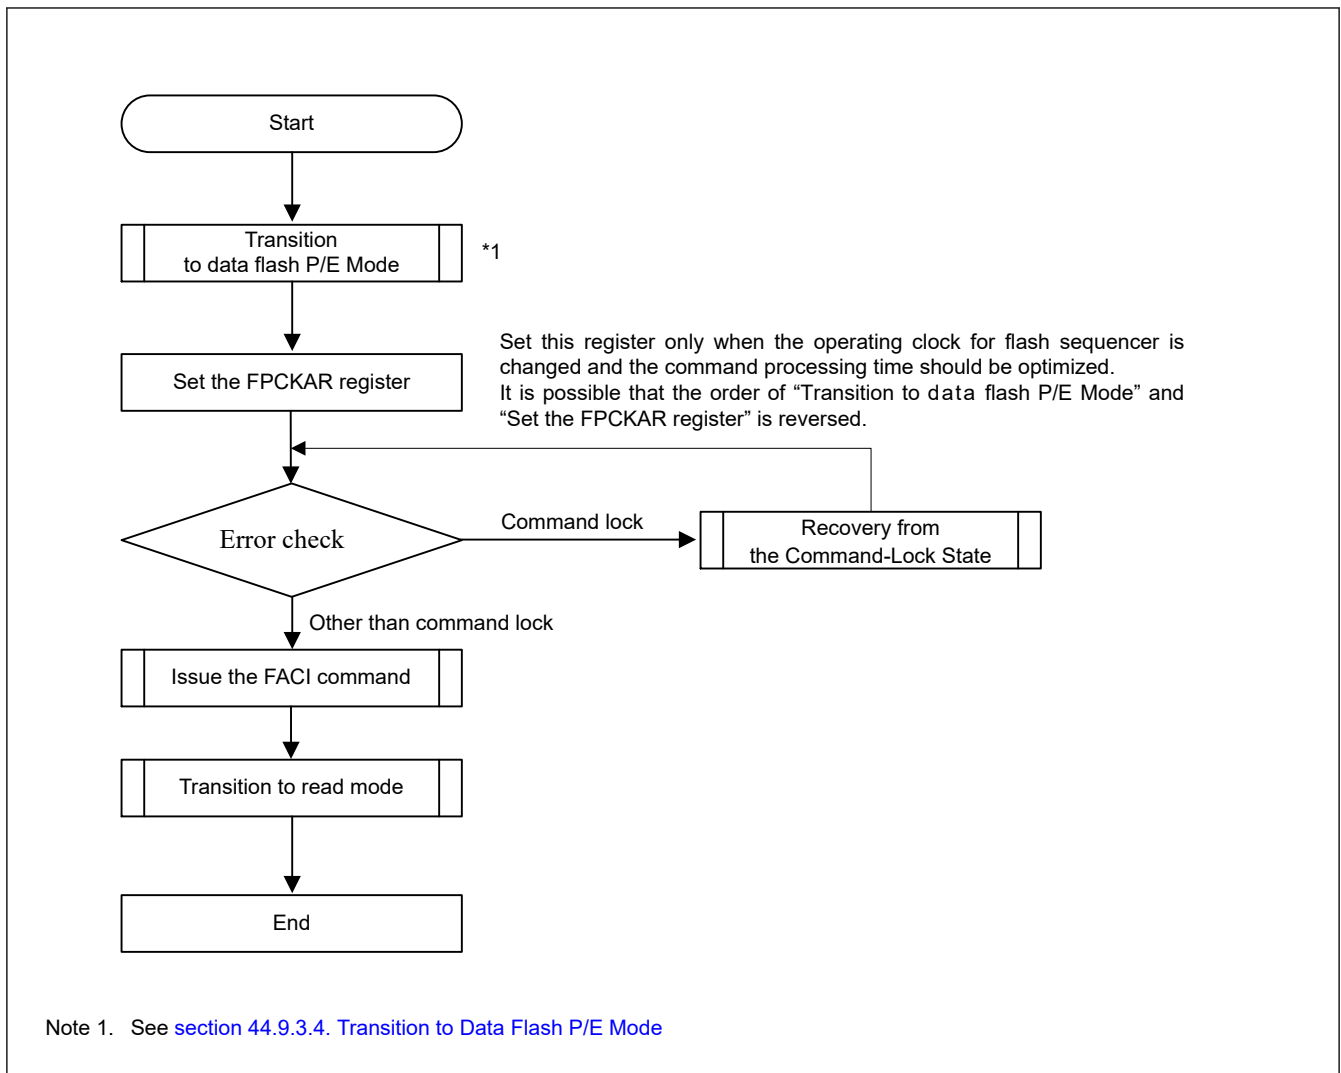 Start
Transition
to data flash P/E Mode
*1
Set the FPCKAR register
Set this register only when the operating clock for flash sequencer is
changed and the command processing time should be optimized.
It is possible that the order of “Transition to data flash P/E Mode” and
“Set the FPCKAR register” is reversed.
Error check
Command lock
Recovery from
the Command-Lock State
Other than command lock
Issue the FACI command
Transition to read mode
End
Note 1. See section 44.9.3.4. Transition to Data Flash P/E Mode